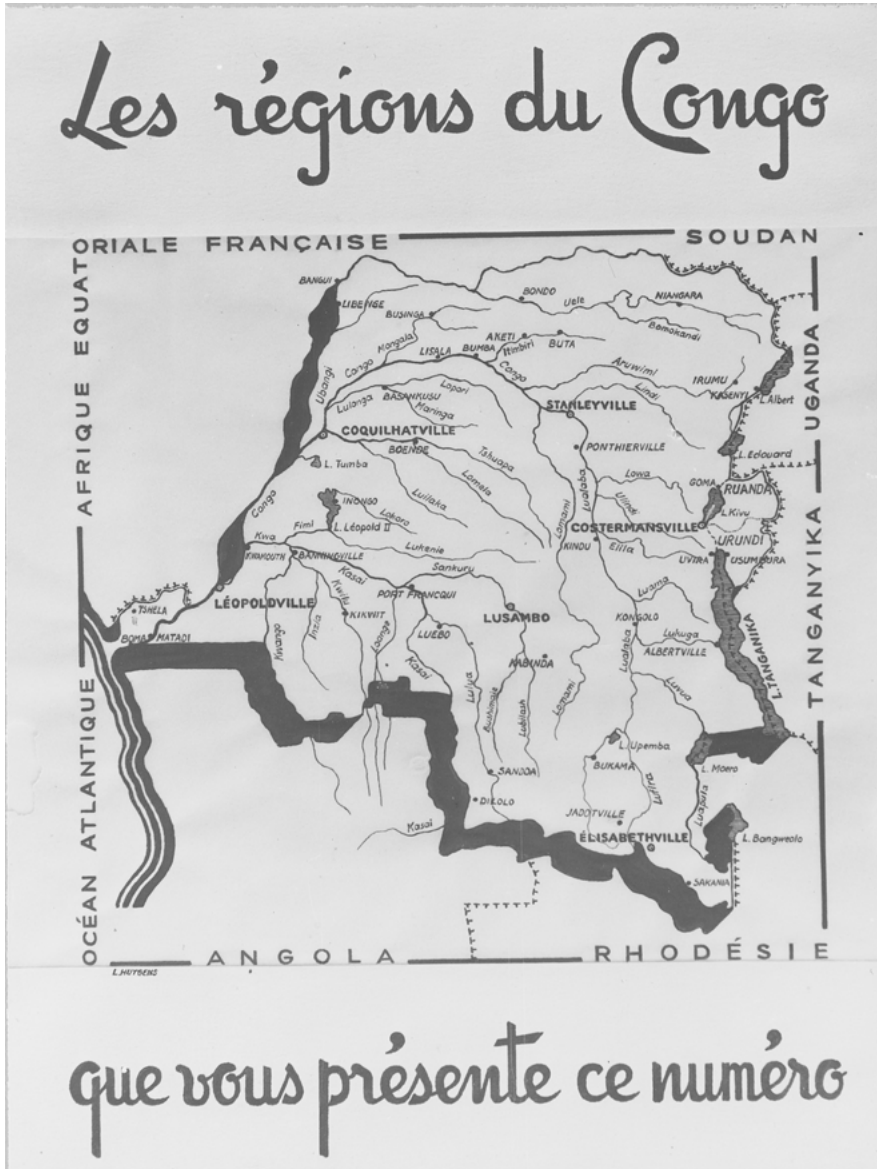 Les régions du Congo
AFRIQUE EQUATORIALE FRANÇAISE
SOUDAN
UGANDA
TANGANYIKA
OCÉAN ATLANTIQUE
ANGOLA
RHODÉSIE
BANGUI
LIBENGE
BUSINGA
BONDO
Uele
NIANGARA
Bomokandi
Ubangi
Congo
Mongala
LISALA
BUMBA
AKETI
Itimbiri
BUTA
Congo
Aruwimi
Lindi
IRUMU
KASENYI
L. Albert
Lulonga
BASANKUSU
Lopori
Maringa
STANLEYVILLE
COQUILHATVILLE
BOENDE
PONTHIERVILLE
L. Edouard
L. Tumba
Tshuapa
Lomela
Luilaka
Lomami
Lualaba
Lowa
Ulindi
GOMA
RUANDA
L. Kivu
Congo
INONGO
Lokoro
L. Léopold II
COSTERMANSVILLE
URUNDI
Kwa
Fimi
Lukenie
KINDU
Elila
UVIRA
USUMBURA
KWAMOUTH
BANNINGVILLE
Sankuru
Kasai
PORT FRANCQUI
Luama
LÉOPOLDVILLE
TSHELA
BOMA
MATADI
Kwango
Inzia
Kwilu
KIKWIT
Loange
Kasai
LUEBO
LUSAMBO
KONGOLO
Lukuga
ALBERTVILLE
L. TANGANIKA
KABINDA
Lulua
Bushimaie
Lubilash
Lomami
Lualaba
Luvua
L. Upemba
BUKAMA
L. Moero
SANDOA
DILOLO
Kasai
JADOTVILLE
Lufira
Luapula
ÉLISABETHVILLE
L. Bangweolo
SAKANIA
L. HUYGENS
que vous présente ce numéro